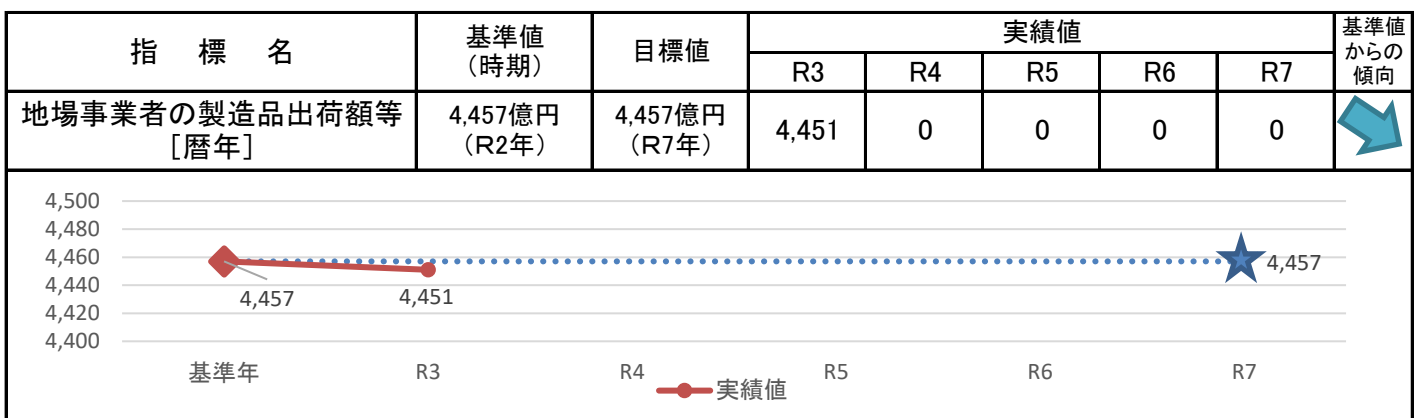 指 標 名
基準値
(時期)
目標値
実績値
基準値
からの
傾向
R3 R4 R5 R6 R7
地場事業者の製造品出荷額等
[暦年]
4,457億円
(R2年)
4,457億円
(R7年)
4,451 0 0 0 0
4,500
4,480
4,460
4,440
4,420
4,400
4,457
4,451
4,457
基準年 R3 R4 R5 R6 R7
実績値